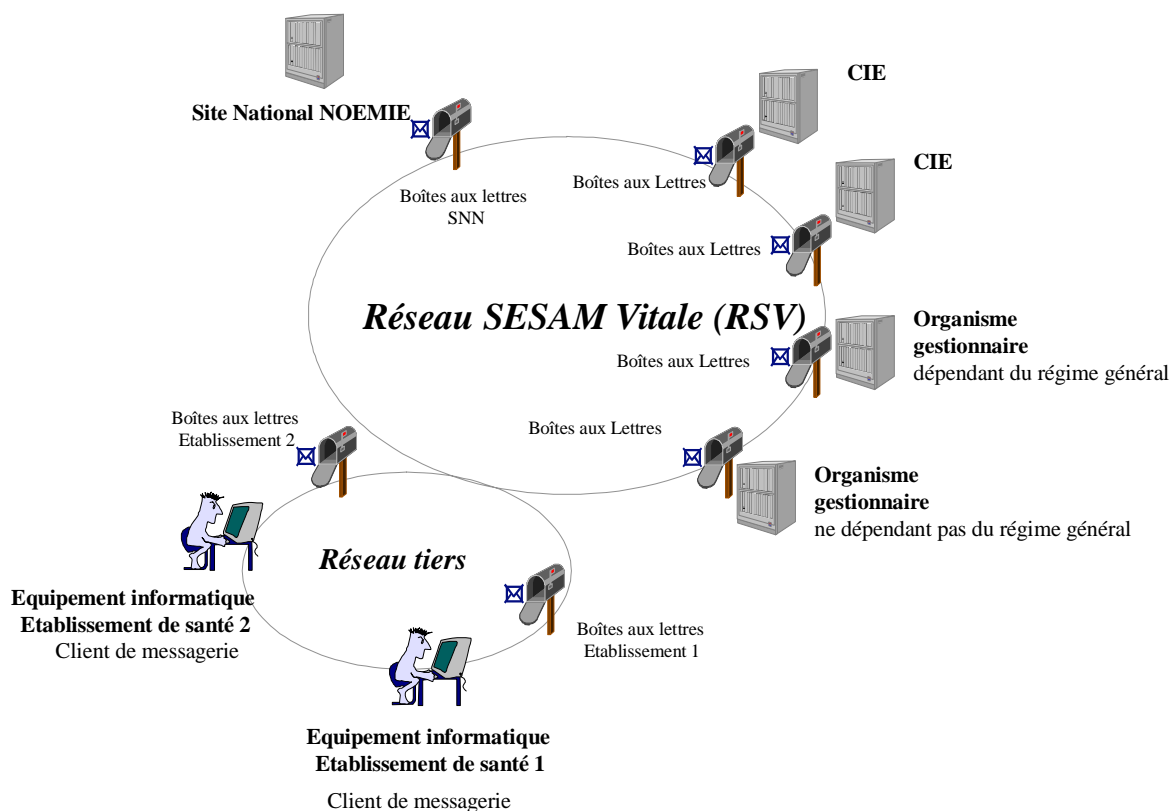 CIE
Site National NOEMIE
CIE
Boîtes aux Lettres
Boîtes aux lettres
SNN
Boîtes aux Lettres
Réseau SESAM Vitale (RSV)
Organisme
gestionnaire
dépendant du régime général
Boîtes aux Lettres
Boîtes aux lettres
Etablissement 2
Boîtes aux Lettres
Organisme
gestionnaire
ne dépendant pas du régime général
Réseau tiers
Equipement informatique
Etablissement de santé 2
Client de messagerie
Boîtes aux lettres
Etablissement 1
Equipement informatique
Etablissement de santé 1
Client de messagerie